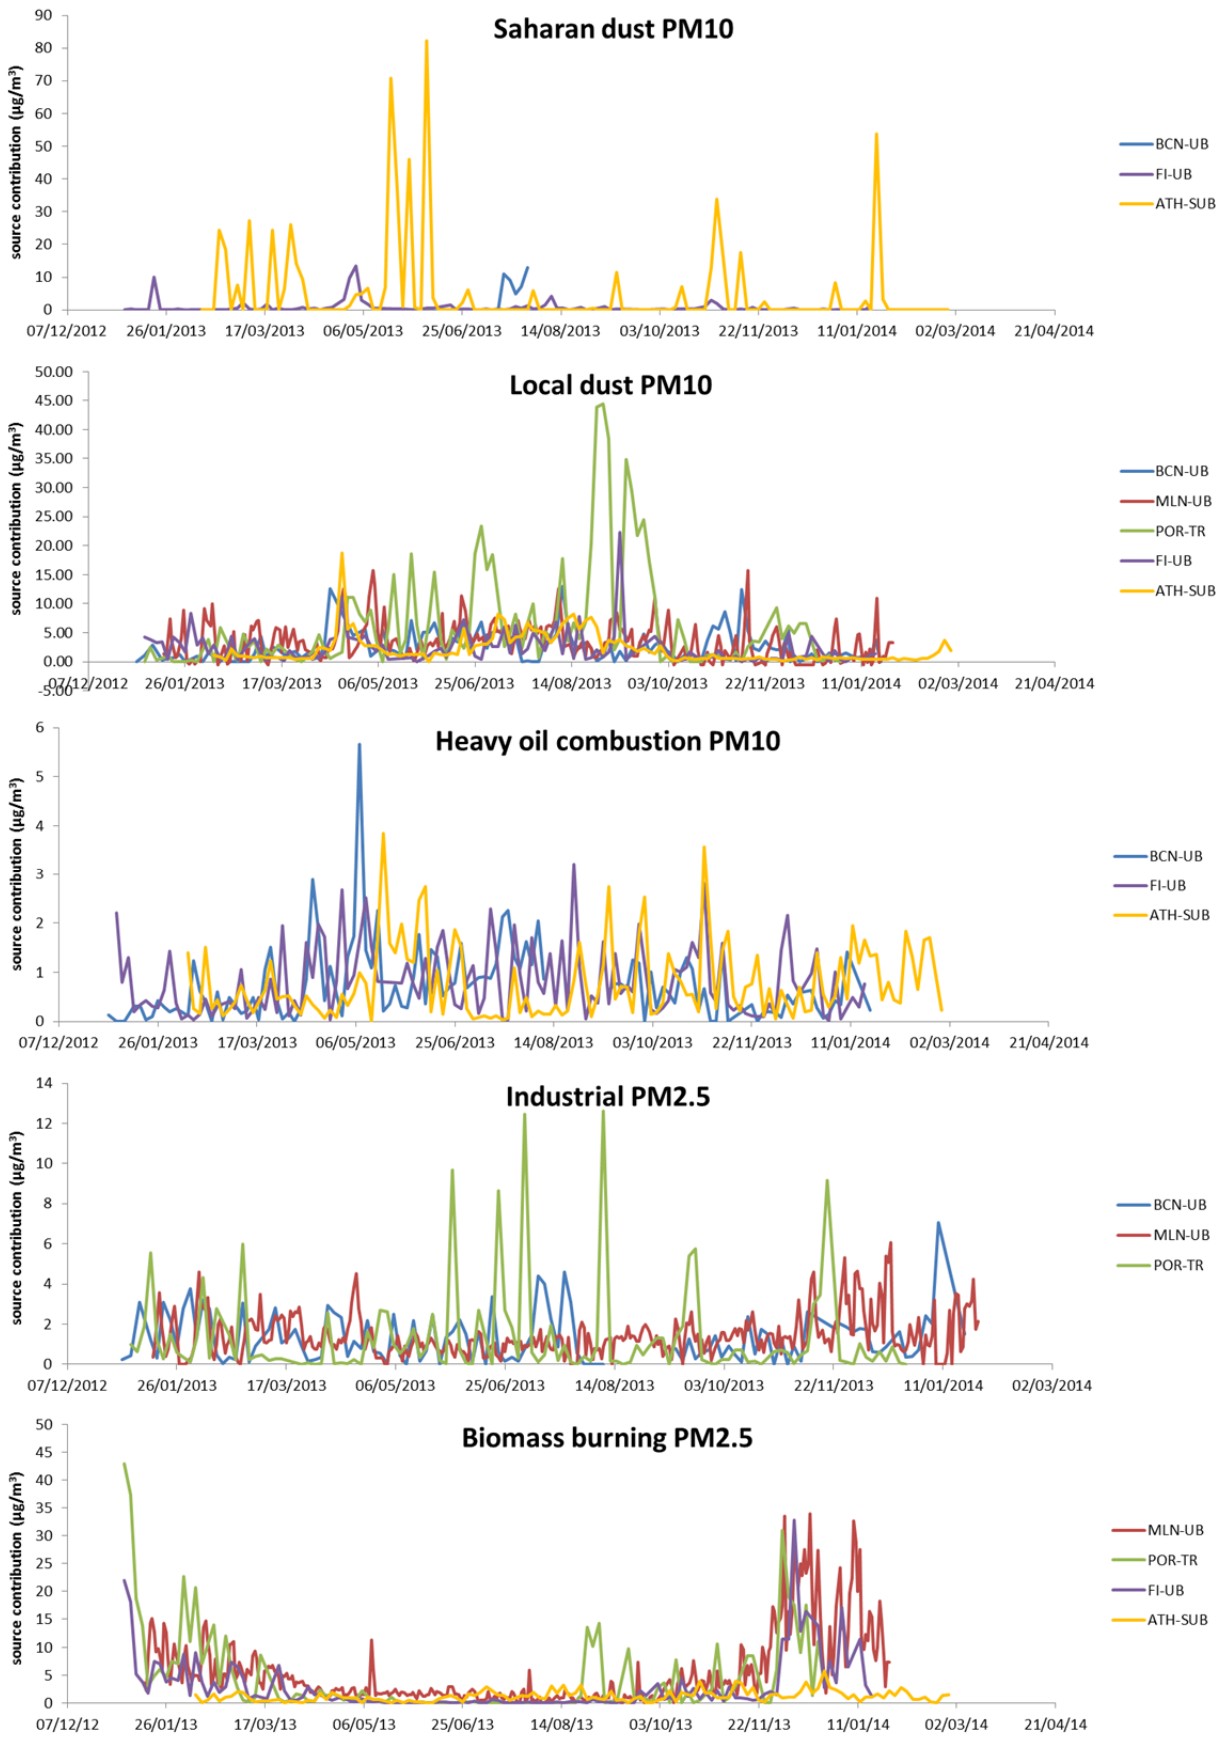 Saharan dust PM10
source contribution (µg/m³)
90
80
70
60
50
40
30
20
10
0
07/12/2012 26/01/2013 17/03/2013 06/05/2013 25/06/2013 14/08/2013 03/10/2013 22/11/2013 11/01/2014 02/03/2014 21/04/2014
BCN-UB
FI-UB
ATH-SUB
Local dust PM10
source contribution (µg/m³)
50.00
45.00
40.00
35.00
30.00
25.00
20.00
15.00
10.00
5.00
0.00
-5.00
07/12/2012 26/01/2013 17/03/2013 06/05/2013 25/06/2013 14/08/2013 03/10/2013 22/11/2013 11/01/2014 02/03/2014 21/04/2014
BCN-UB
MLN-UB
POR-TR
FI-UB
ATH-SUB
Heavy oil combustion PM10
source contribution (µg/m³)
6
5
4
3
2
1
0
07/12/2012 26/01/2013 17/03/2013 06/05/2013 25/06/2013 14/08/2013 03/10/2013 22/11/2013 11/01/2014 02/03/2014 21/04/2014
BCN-UB
FI-UB
ATH-SUB
Industrial PM2.5
source contribution (µg/m³)
14
12
10
8
6
4
2
0
07/12/2012 26/01/2013 17/03/2013 06/05/2013 25/06/2013 14/08/2013 03/10/2013 22/11/2013 11/01/2014 02/03/2014
BCN-UB
MLN-UB
POR-TR
Biomass burning PM2.5
source contribution (µg/m³)
50
45
40
35
30
25
20
15
10
5
0
07/12/12 26/01/13 17/03/13 06/05/13 25/06/13 14/08/13 03/10/13 22/11/13 11/01/14 02/03/14 21/04/14
MLN-UB
POR-TR
FI-UB
ATH-SUB